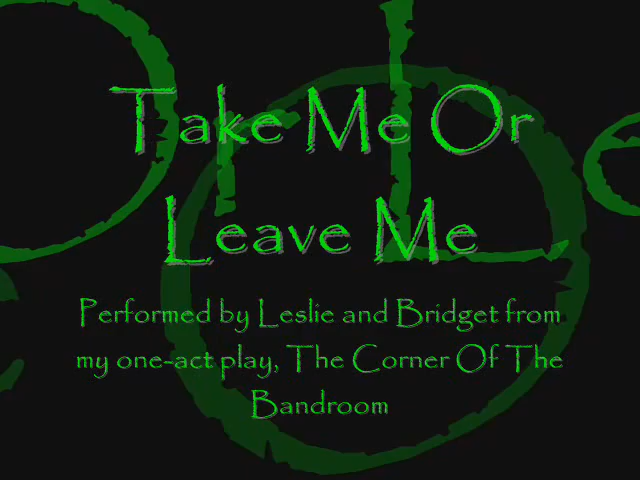 Take Me Or
Leave Me
Performed by Leslie and Bridget from
my one-act play, The Corner Of The
Bandroom